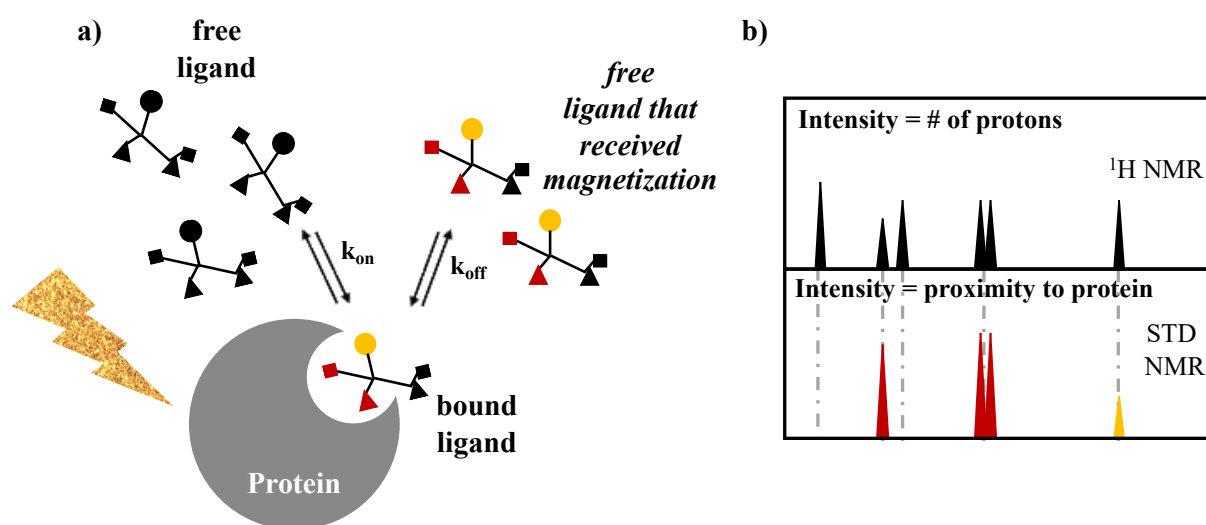 a)
free
ligand
free
ligand that
received
magnetization
kon
koff
bound
ligand
Protein
b)
Intensity = # of protons
¹H NMR
Intensity = proximity to protein
STD
NMR